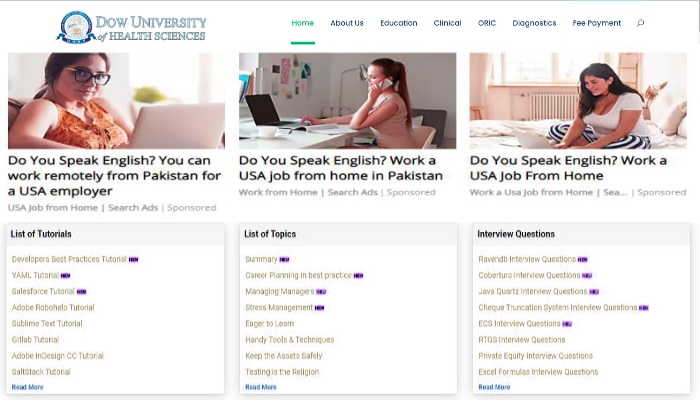 DOW UNIVERSITY
of HEALTH SCIENCES
Home About Us Education Clinical ORIC Diagnostics Fee Payment
Do You Speak English? You can
work remotely from Pakistan for
a USA employer
USA Job from Home | Search Ads | Sponsored
Do You Speak English? Work a
USA job from home in Pakistan
Work from Home | Search Ads | Sponsored
Do You Speak English? Work a
USA Job From Home
Work a Usa Job from Home | Sea... | Sponsored
List of Tutorials
Developers Best Practices Tutorial NEW
YAML Tutorial NEW
Salesforce Tutorial NEW
Adobe Robohelp Tutorial
Sublime Text Tutorial
Gitlab Tutorial
Adobe InDesign CC Tutorial
SaltStack Tutorial
Read More
List of Topics
Summary NEW
Career Planning in best practice NEW
Managing Managers NEW
Stress Management NEW
Eager to Learn
Handy Tools & Techniques
Keep the Assets Safely
Testing is the Religion
Read More
Interview Questions
Ravendb Interview Questions NEW
Coberturo Interview Questions NEW
Java Quartz Interview Questions NEW
Cheque Truncation System Interview Questions NEW
ECS Interview Questions NEW
RTGS Interview Questions
Private Equity Interview Questions
Excel Formulas Interview Questions
Read More